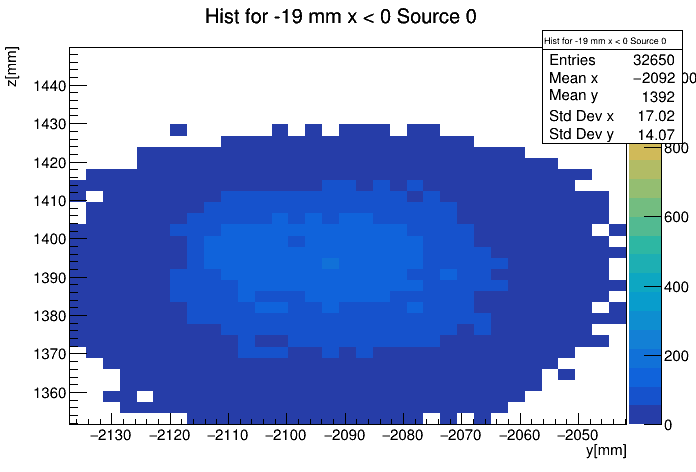 Hist for -19 mm x < 0 Source 0
z[mm]
Hist for -19 mm x < 0 Source 0
Entries 32650
Mean x −2092
Mean y 1392
Std Dev x 17.02
Std Dev y 14.07
1440
1430
1420
1410
1400
1390
1380
1370
1360
800
600
400
200
0
−2130 −2120 −2110 −2100 −2090 −2080 −2070 −2060 −2050
y[mm]